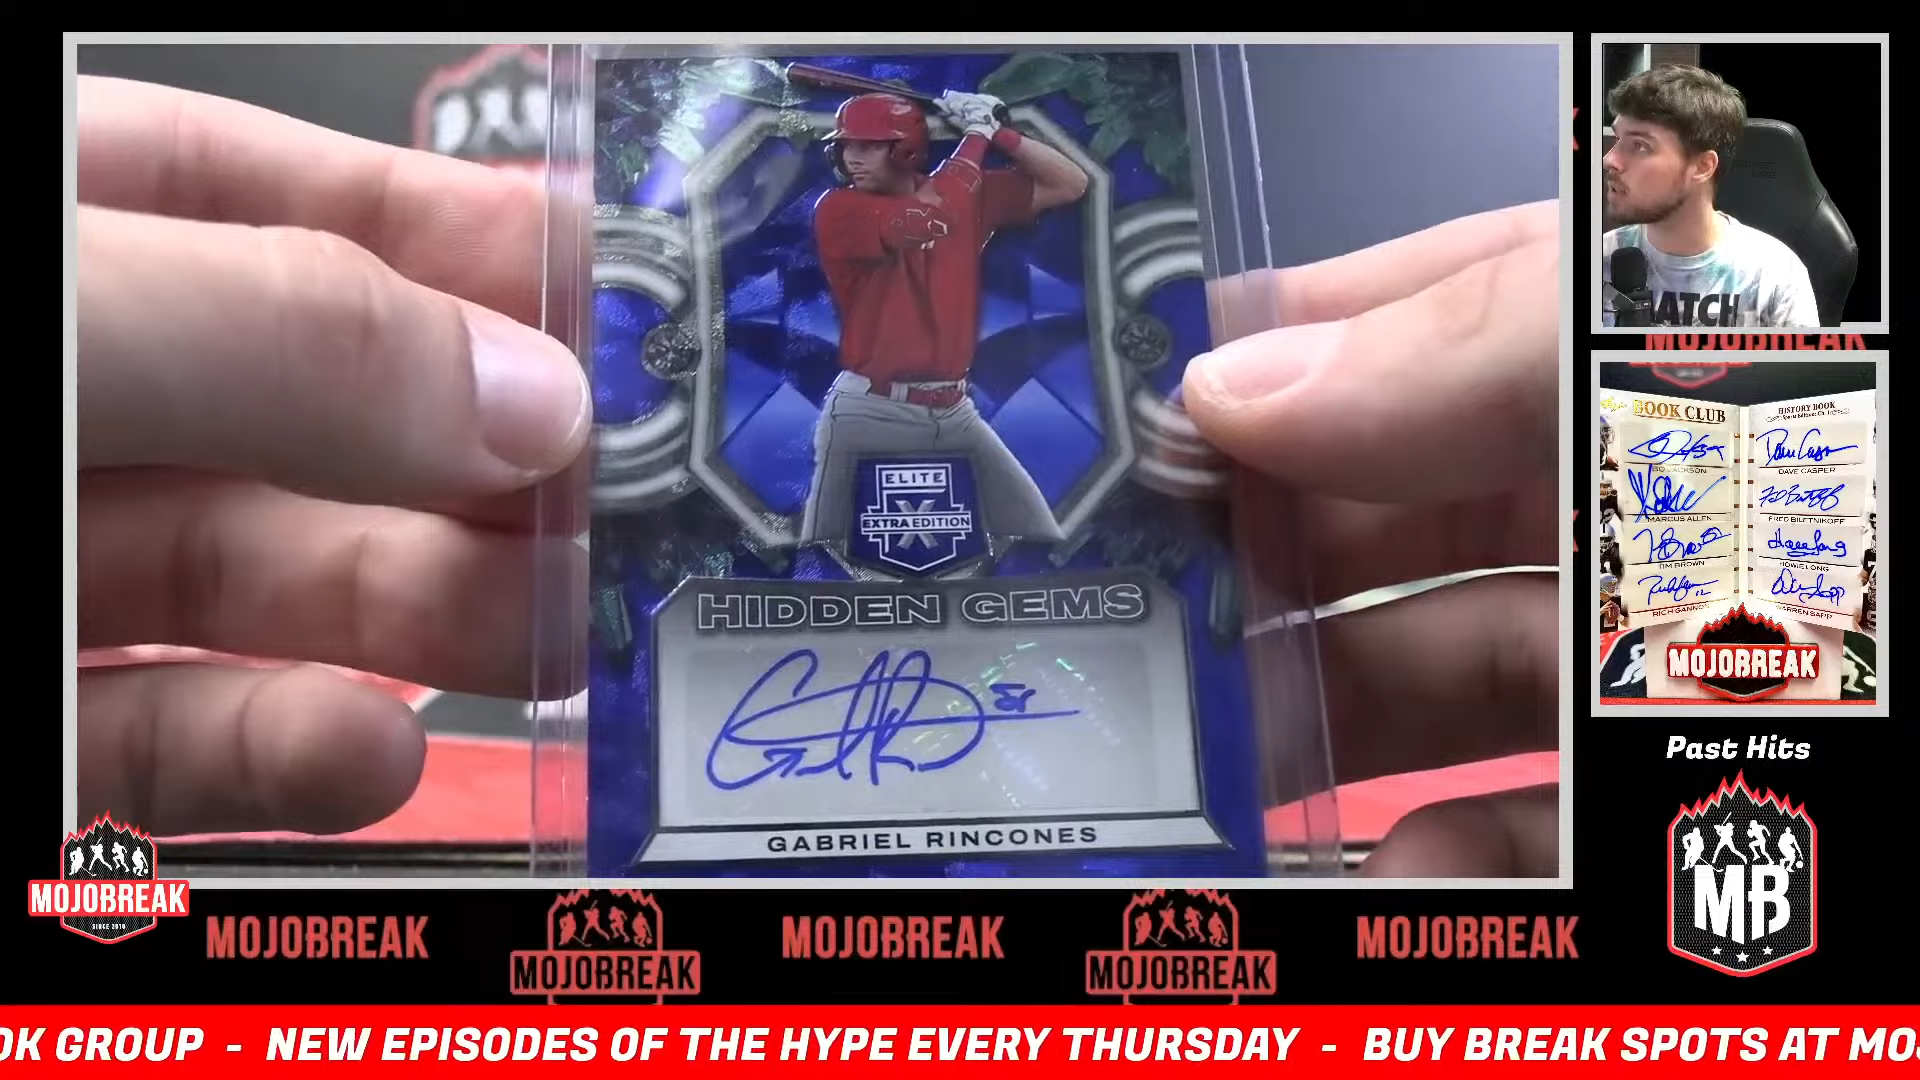 ELITE
X
EXTRA EDITION
HIDDEN GEMS
GABRIEL RINCONES
BOOK CLUB
HISTORY BOOK
BO JACKSON
DAVE CASPER
MARCUS ALLEN
FRED BILETNIKOFF
TIM BROWN
HOWIE LONG
RICH GANNON
WARREN SAPP
MOJOBREAK
Past Hits
MB
MOJOBREAK
SINCE 2010
MOJOBREAK
MOJOBREAK
MOJOBREAK
MOJOBREAK
MOJOBREAK
OK GROUP - NEW EPISODES OF THE HYPE EVERY THURSDAY - BUY BREAK SPOTS AT MO